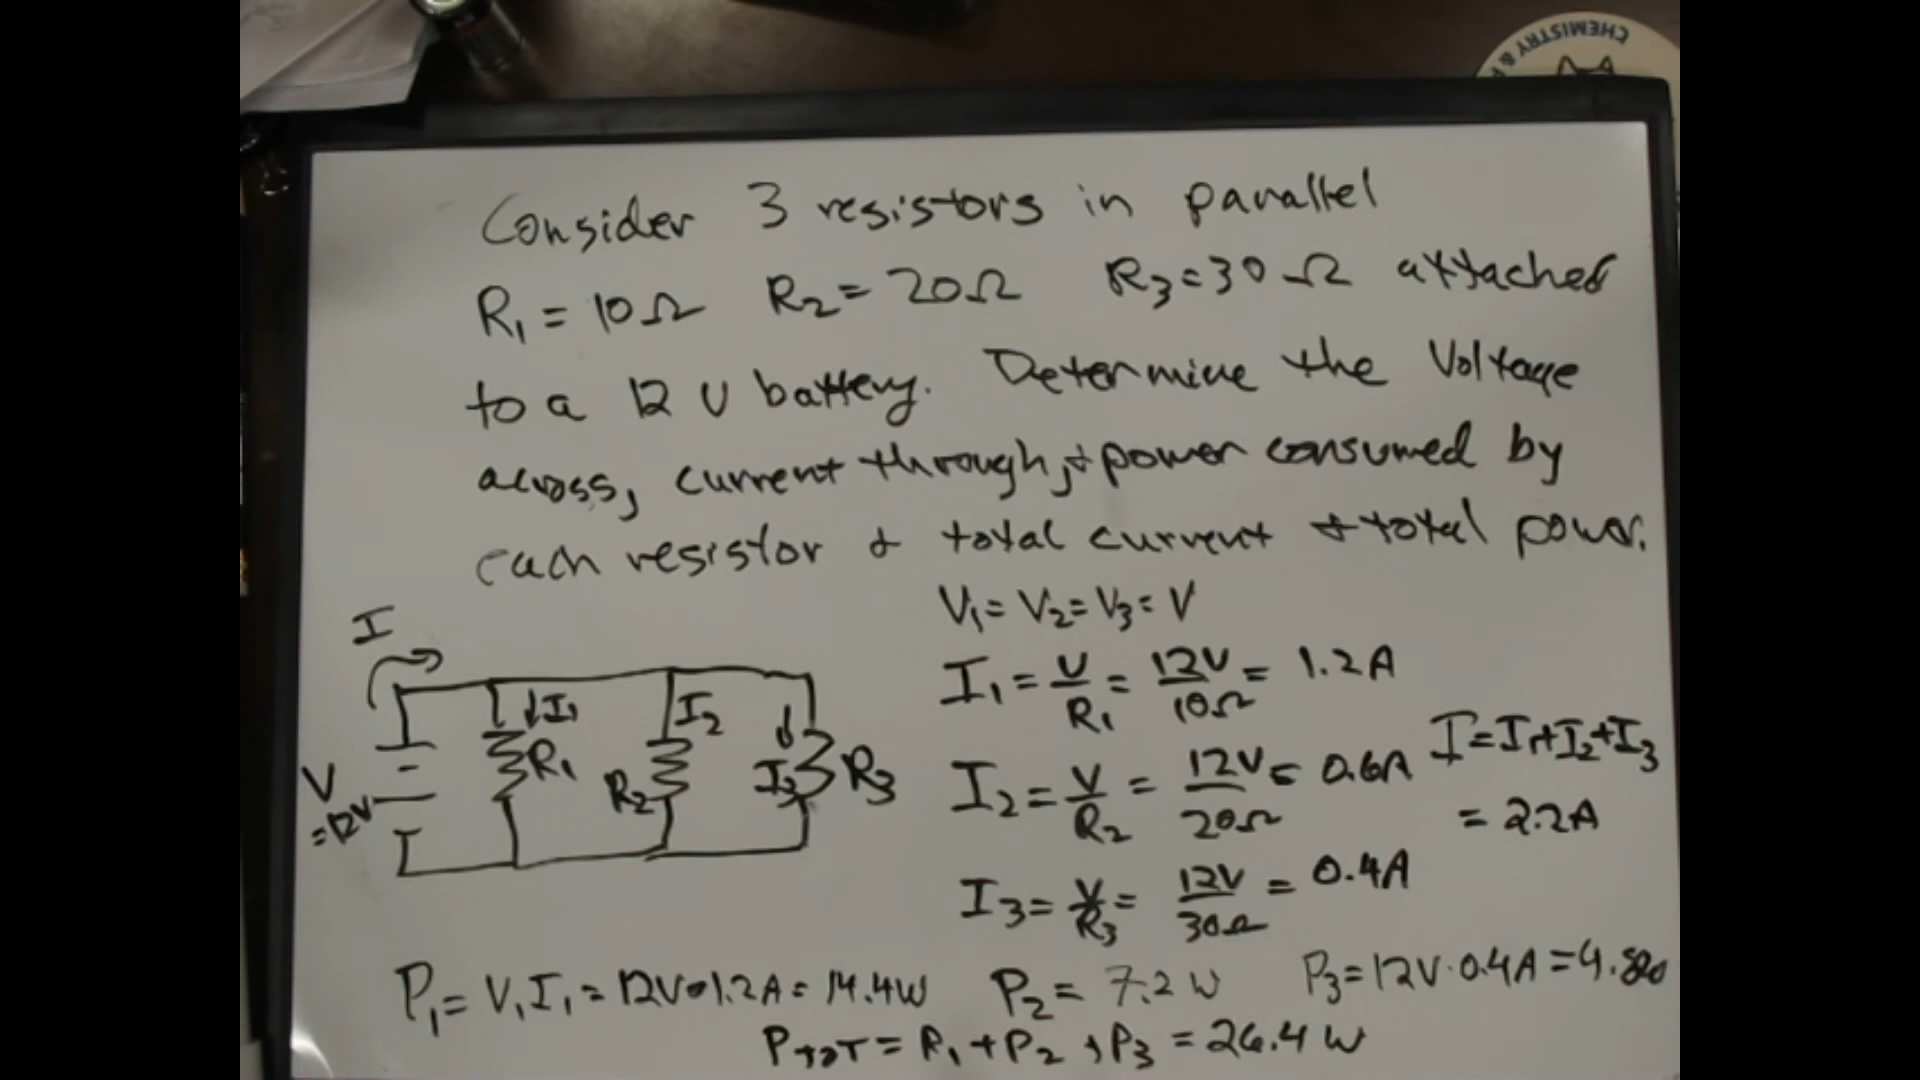 CHEMISTRY &
Consider 3 resistors in parallel
R₁ = 10Ω R₂ = 20Ω R₃ = 30Ω attached
to a 12 V battery. Determine the Voltage
across, current through, + power consumed by
each resistor & total current & total power.
I
V₁ = V₂ = V₃ = V
I₁ = V/R₁ = 12V/10Ω = 1.2A
↓I₁ I₂ ↓ I₃
R₁ R₂ R₃
V = 12V
I₂ = V/R₂ = 12V/20Ω = 0.6A
I = I₁+I₂+I₃
= 2.2A
I₃ = V/R₃ = 12V/30Ω = 0.4A
P₁ = V₁I₁ = 12V•1.2A = 14.4W P₂ = 7.2 W P₃ = 12V·0.4A = 4.8ω
PTOT = P₁ + P₂ + P₃ = 26.4 W